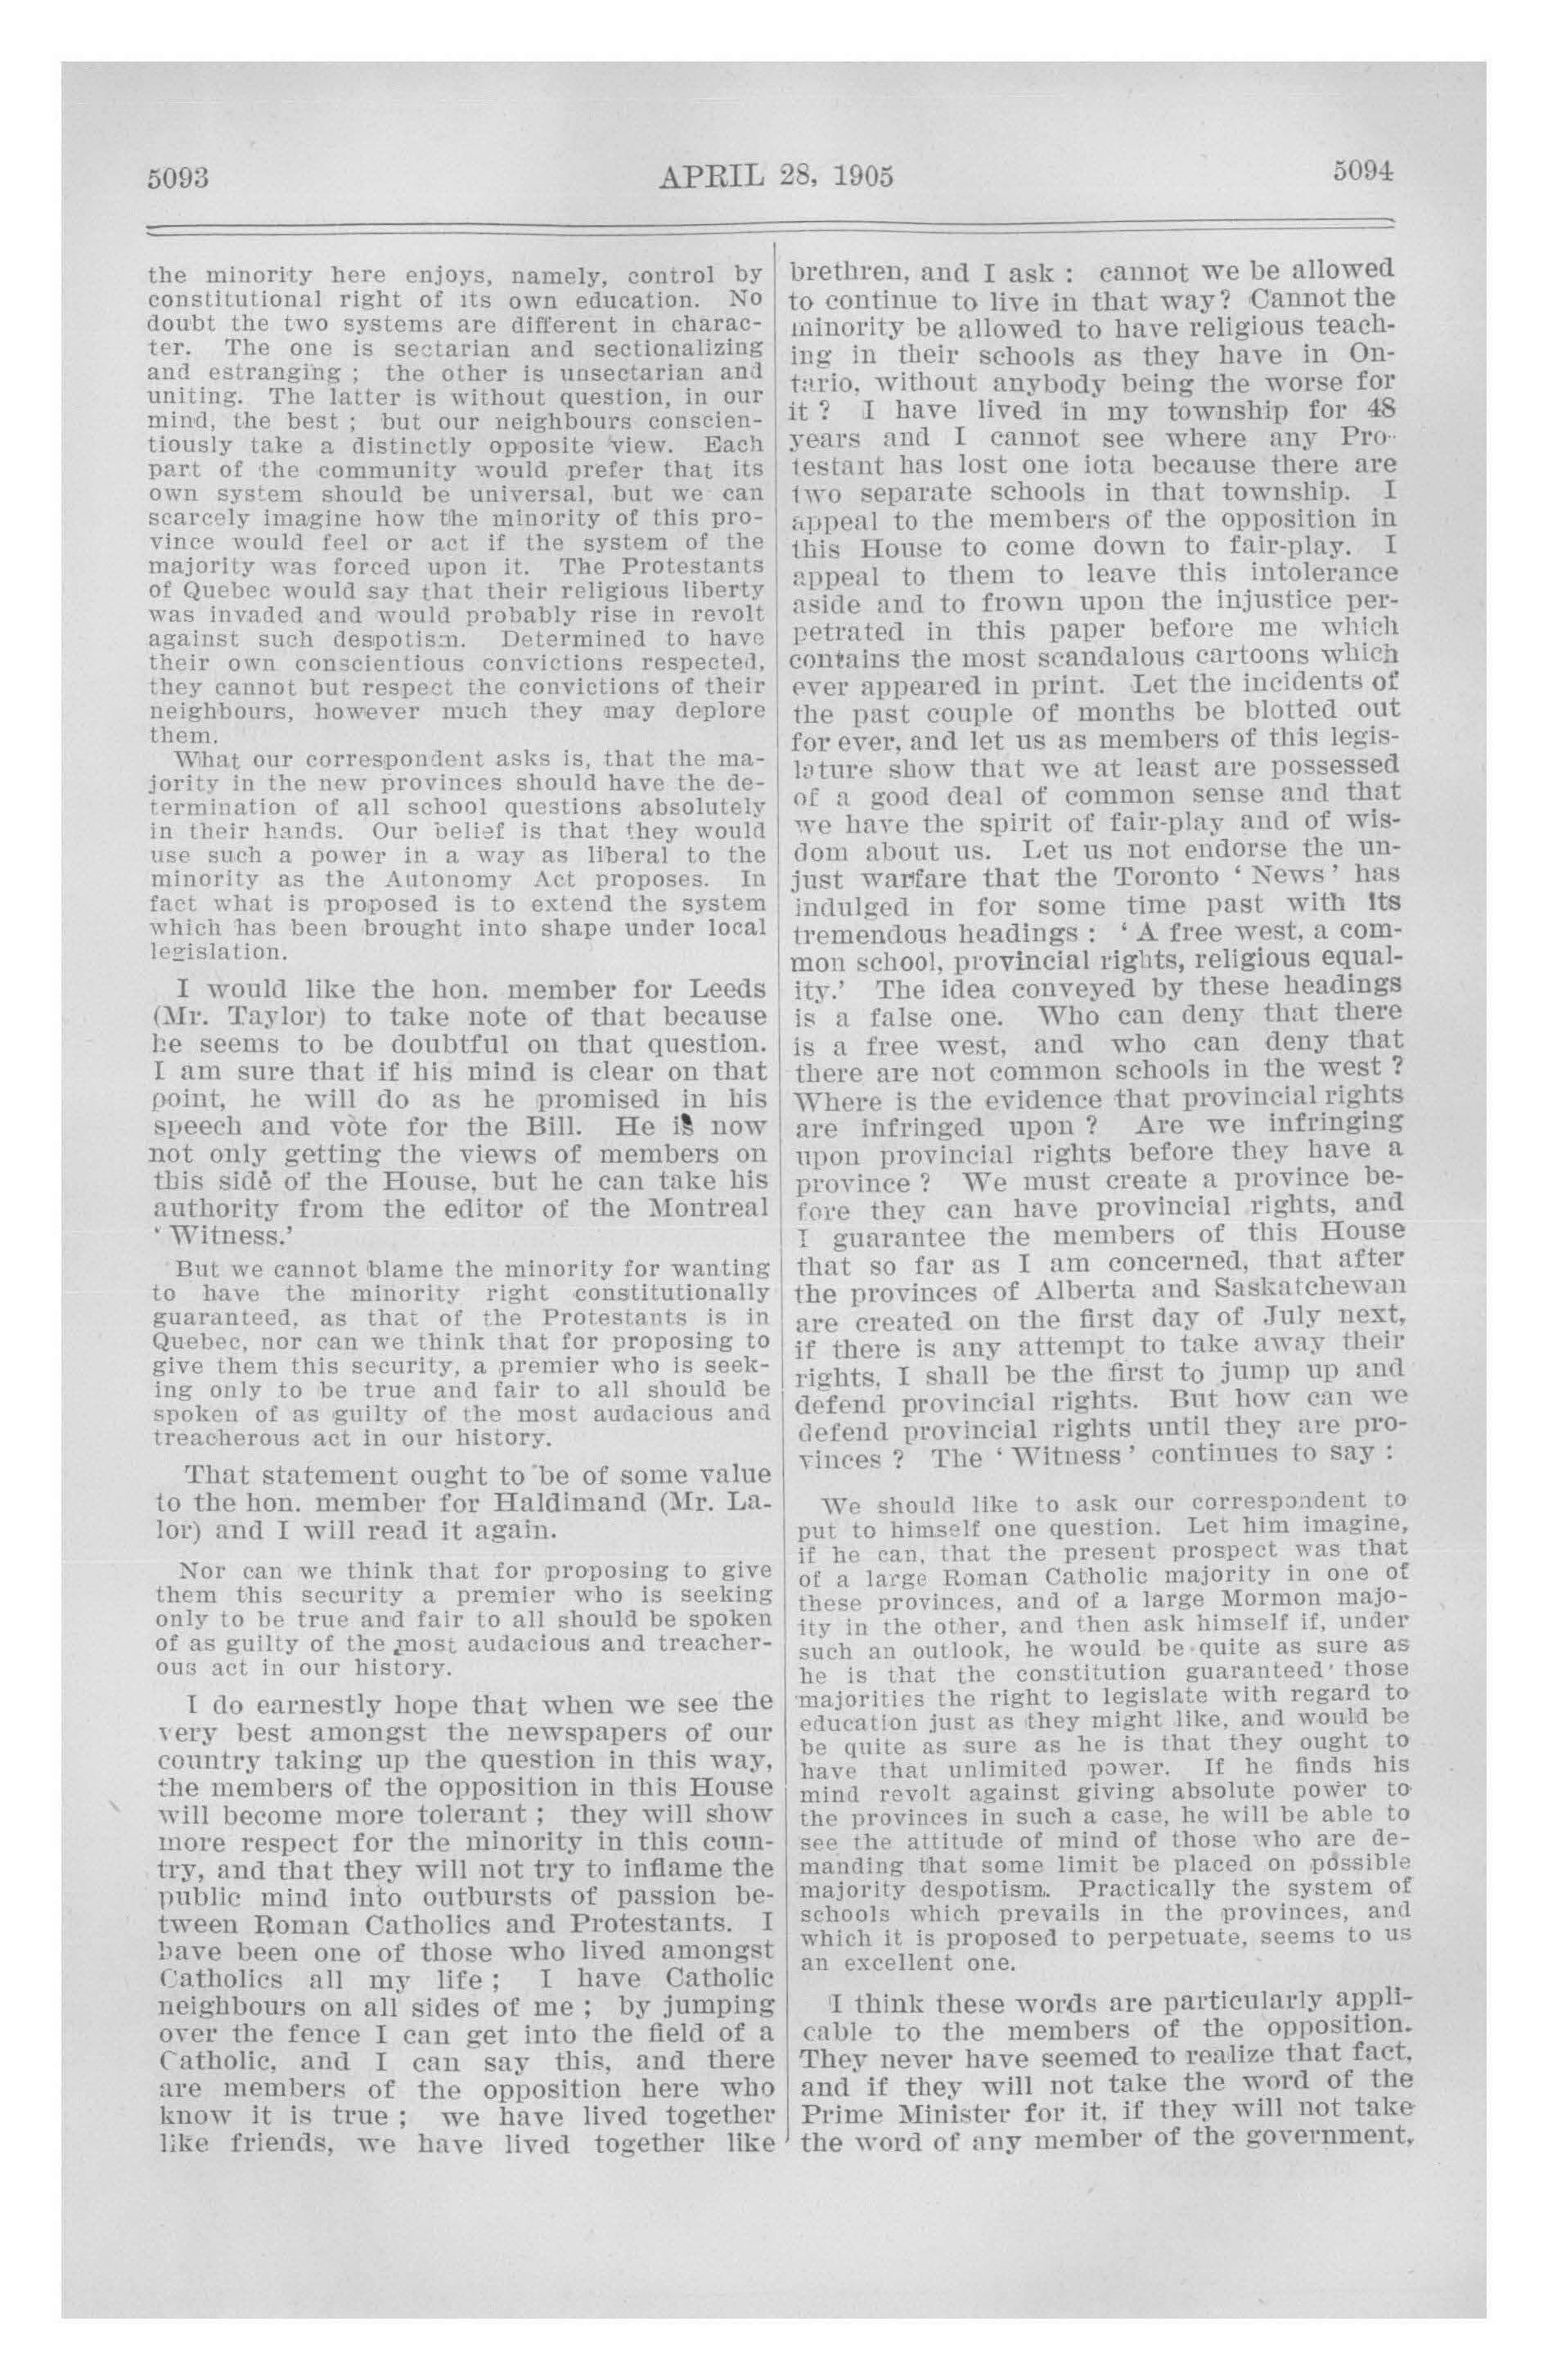 5093
APRIL 28, 1905
5094
the minority here enjoys, namely, control by
constitutional right of its own education. No
doubt the two systems are different in charac-
ter. The one is sectarian and sectionalizing
and estranging ; the other is unsectarian and
uniting. The latter is without question, in our
mind, the best ; but our neighbours conscien-
tiously take a distinctly opposite view. Each
part of the community would prefer that its
own system should be universal, but we can
scarcely imagine how the minority of this pro-
vince would feel or act if the system of the
majority was forced upon it. The Protestants
of Quebec would say that their religious liberty
was invaded and would probably rise in revolt
against such despotism. Determined to have
their own conscientious convictions respected,
they cannot but respect the convictions of their
neighbours, however much they may deplore
them.
What our correspondent asks is, that the ma-
jority in the new provinces should have the de-
termination of all school questions absolutely
in their hands. Our belief is that they would
use such a power in a way as liberal to the
minority as the Autonomy Act proposes. In
fact what is proposed is to extend the system
which has been brought into shape under local
legislation.
I would like the hon. member for Leeds
(Mr. Taylor) to take note of that because
he seems to be doubtful on that question.
I am sure that if his mind is clear on that
point, he will do as he promised in his
speech and vote for the Bill. He is now
not only getting the views of members on
this side of the House, but he can take his
authority from the editor of the Montreal
' Witness.'
But we cannot blame the minority for wanting
to have the minority right constitutionally
guaranteed, as that of the Protestants is in
Quebec, nor can we think that for proposing to
give them this security, a premier who is seek-
ing only to be true and fair to all should be
spoken of as guilty of the most audacious and
treacherous act in our history.
That statement ought to be of some value
to the hon. member for Haldimand (Mr. La-
lor) and I will read it again.
Nor can we think that for proposing to give
them this security a premier who is seeking
only to be true and fair to all should be spoken
of as guilty of the most audacious and treacher-
ous act in our history.
I do earnestly hope that when we see the
very best amongst the newspapers of our
country taking up the question in this way,
the members of the opposition in this House
will become more tolerant ; they will show
more respect for the minority in this coun-
try, and that they will not try to inflame the
public mind into outbursts of passion be-
tween Roman Catholics and Protestants. I
have been one of those who lived amongst
Catholics all my life ; I have Catholic
neighbours on all sides of me ; by jumping
over the fence I can get into the field of a
Catholic, and I can say this, and there
are members of the opposition here who
know it is true ; we have lived together
like friends, we have lived together like
brethren, and I ask : cannot we be allowed
to continue to live in that way? Cannot the
minority be allowed to have religious teach-
ing in their schools as they have in On-
tario, without anybody being the worse for
it ? I have lived in my township for 48
years and I cannot see where any Pro-
testant has lost one iota because there are
two separate schools in that township. I
appeal to the members of the opposition in
this House to come down to fair-play. I
appeal to them to leave this intolerance
aside and to frown upon the injustice per-
petrated in this paper before me which
contains the most scandalous cartoons which
ever appeared in print. Let the incidents of
the past couple of months be blotted out
for ever, and let us as members of this legis-
lature show that we at least are possessed
of a good deal of common sense and that
we have the spirit of fair-play and of wis-
dom about us. Let us not endorse the un-
just warfare that the Toronto ' News ' has
indulged in for some time past with its
tremendous headings : ' A free west, a com-
mon school, provincial rights, religious equal-
ity.' The idea conveyed by these headings
is a false one. Who can deny that there
is a free west, and who can deny that
there are not common schools in the west ?
Where is the evidence that provincial rights
are infringed upon ? Are we infringing
upon provincial rights before they have a
province ? We must create a province be-
fore they can have provincial rights, and
I guarantee the members of this House
that so far as I am concerned, that after
the provinces of Alberta and Saskatchewan
are created on the first day of July next,
if there is any attempt to take away their
rights, I shall be the first to jump up and
defend provincial rights. But how can we
defend provincial rights until they are pro-
vinces ? The ' Witness ' continues to say :
We should like to ask our correspondent to
put to himself one question. Let him imagine,
if he can, that the present prospect was that
of a large Roman Catholic majority in one of
these provinces, and of a large Mormon majo-
ity in the other, and then ask himself if, under
such an outlook, he would be quite as sure as
he is that the constitution guaranteed those
majorities the right to legislate with regard to
education just as they might like, and would be
be quite as sure as he is that they ought to
have that unlimited power. If he finds his
mind revolt against giving absolute power to
the provinces in such a case, he will be able to
see the attitude of mind of those who are de-
manding that some limit be placed on possible
majority despotism. Practically the system of
schools which prevails in the provinces, and
which it is proposed to perpetuate, seems to us
an excellent one.
I think these words are particularly appli-
cable to the members of the opposition.
They never have seemed to realize that fact,
and if they will not take the word of the
Prime Minister for it, if they will not take
the word of any member of the government,